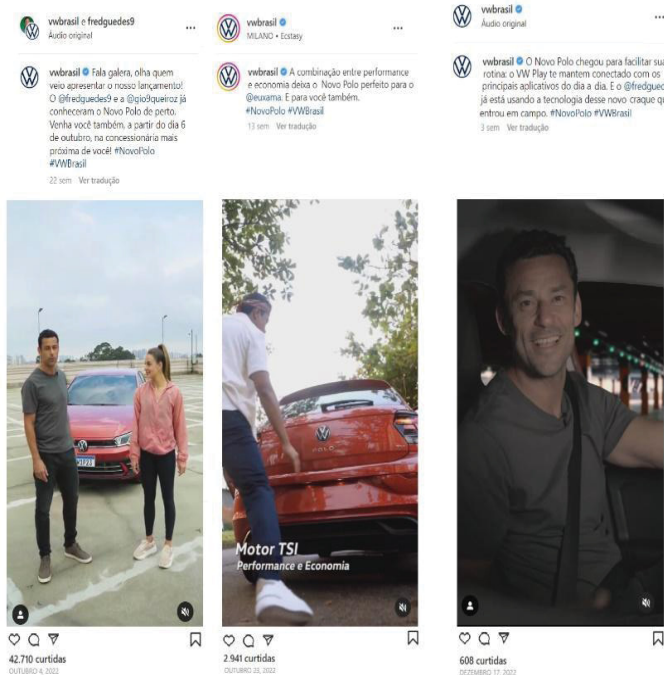 vwbrasil e fredguedes9
Áudio original
vwbrasil Fala galera, olha quem
veio apresentar o nosso lançamento!
O @fredguedes9 e a @gio9queiroz já
conheceram o Novo Polo de perto.
Venha você também, a partir do dia 6
de outubro, na concessionária mais
próxima de você! #NovoPolo
#VWBrasil
22 sem Ver tradução
42.710 curtidas
OUTUBRO 4, 2022
vwbrasil
MILANO • Ecstasy
vwbrasil A combinação entre performance
e economia deixa o Novo Polo perfeito para o
@euxama. E para você também.
#NovoPolo #VWBrasil
13 sem Ver tradução
POLO
Motor TSI
Performance e Economia
2.941 curtidas
OUTUBRO 23, 2022
vwbrasil
Áudio original
vwbrasil O Novo Polo chegou para facilitar sua
rotina: o VW Play te mantem conectado com os
principais aplicativos do dia a dia. E o @fredgued
já está usando a tecnologia desse novo craque qu
entrou em campo. #NovoPolo #VWBrasil
3 sem Ver tradução
608 curtidas
DEZEMBRO 17, 2022